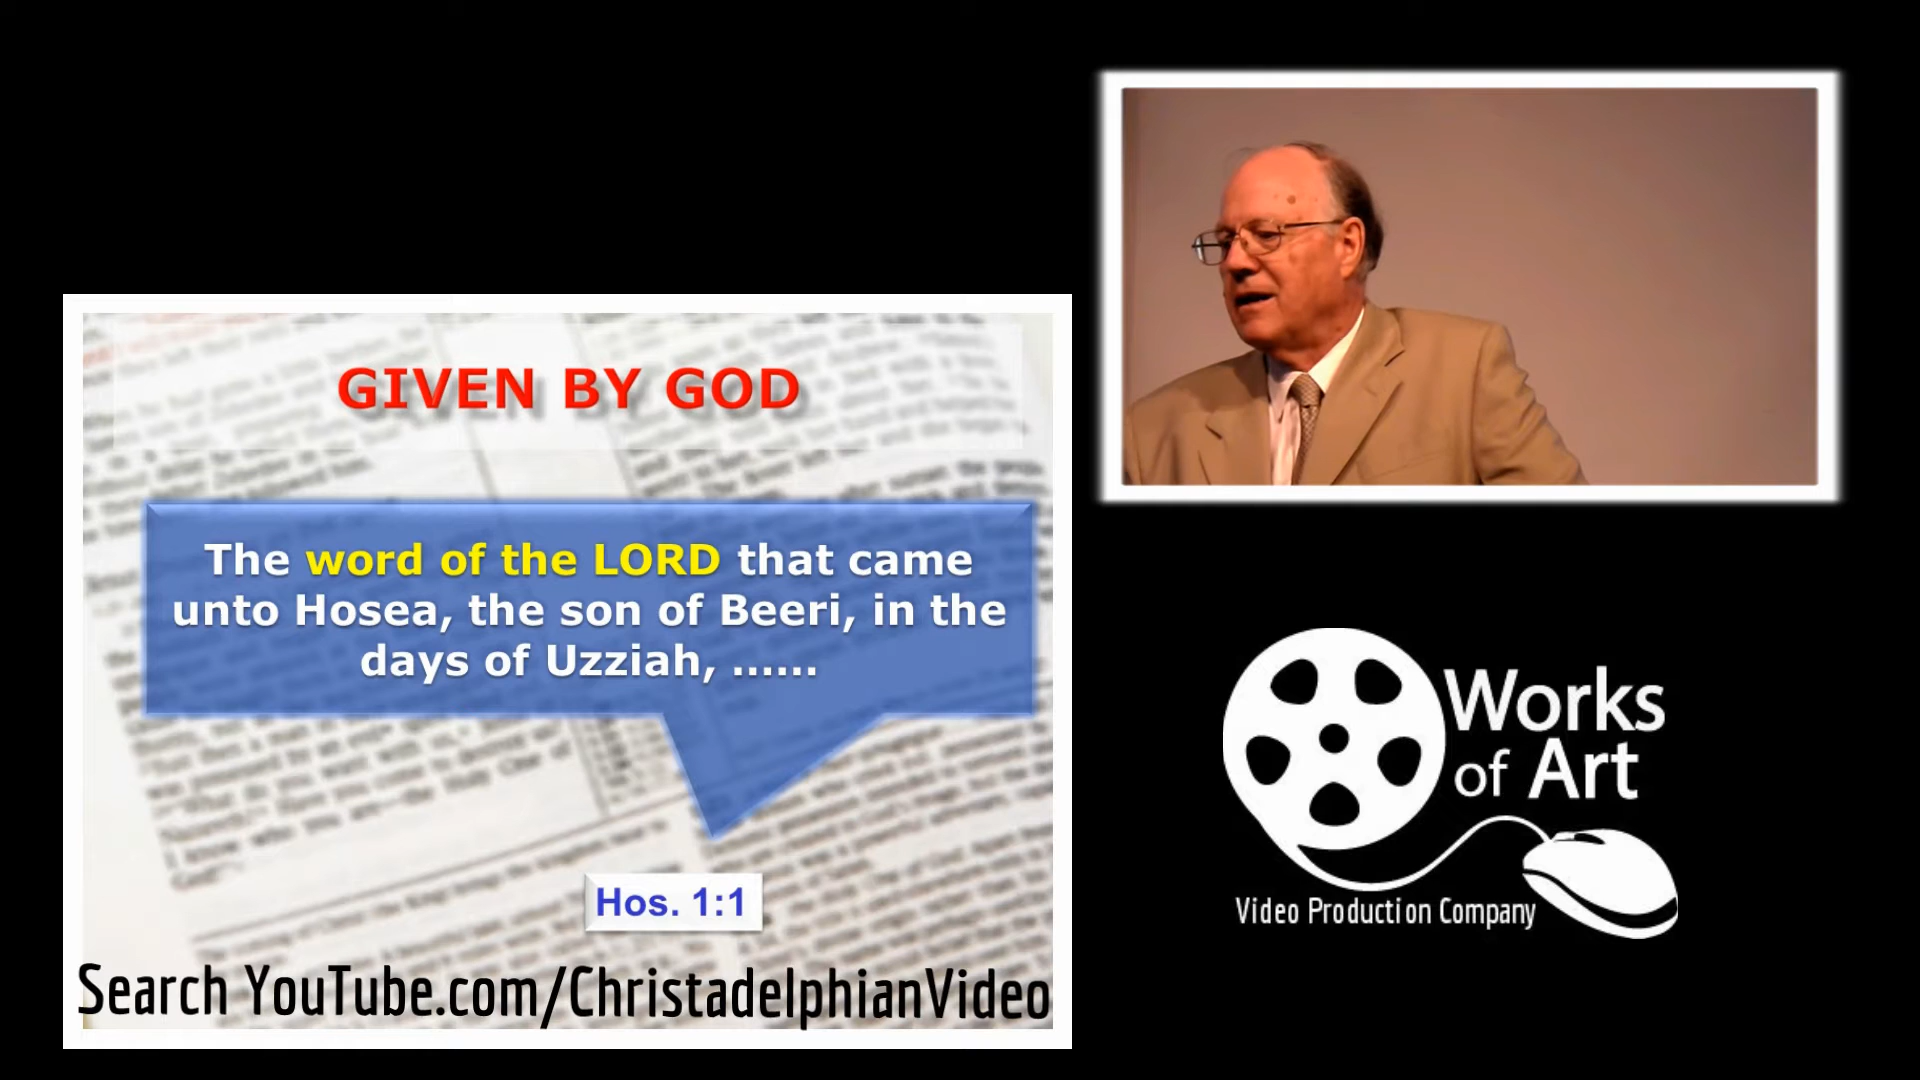 GIVEN BY GOD
The word of the LORD that came
unto Hosea, the son of Beeri, in the
days of Uzziah, ......
Hos. 1:1
Search YouTube.com/ChristadelphianVideo
Works
of Art
Video Production Company